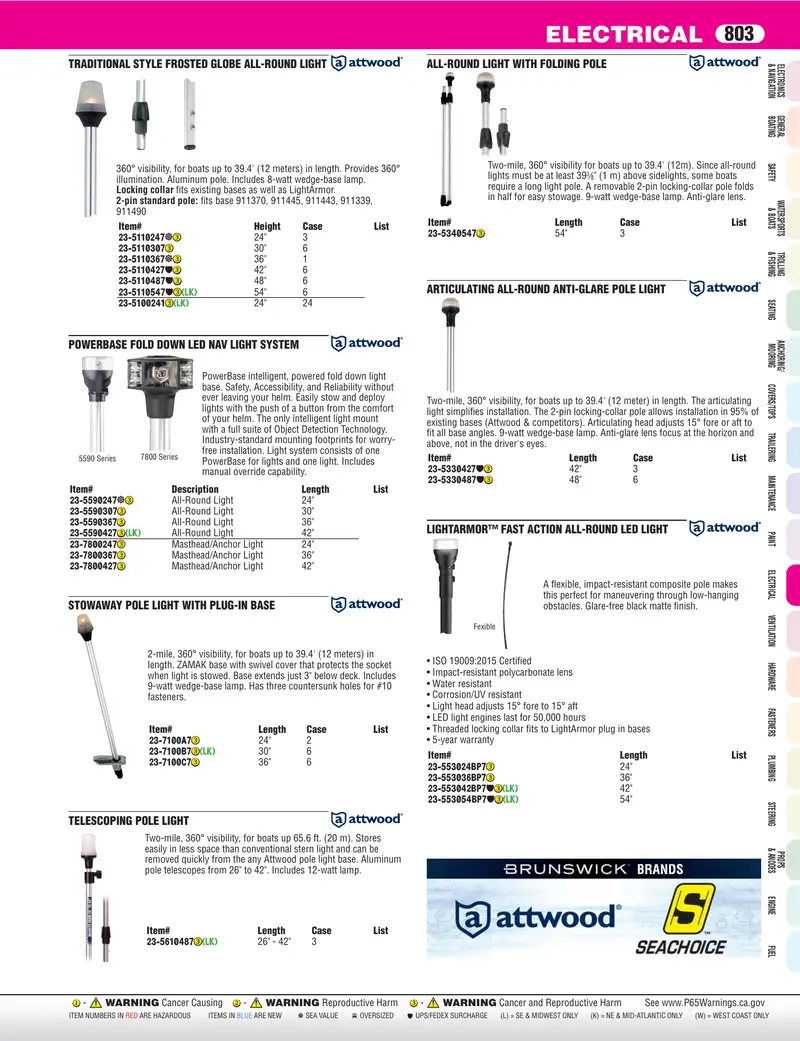 ELECTRICAL 803
TRADITIONAL STYLE FROSTED GLOBE ALL-ROUND LIGHT attwood®
360° visibility, for boats up to 39.4' (12 meters) in length. Provides 360°
illumination. Aluminum pole. Includes 8-watt wedge-base lamp.
Locking collar fits existing bases as well as LightArmor.
2-pin standard pole: fits base 911370, 911445, 911443, 911339,
911490
Item# Height Case List
23-5110247 3 24" 3
23-5110307 3 30" 6
23-5110367 3 36" 1
23-5110427 3 42" 6
23-5110487 3 48" 6
23-5110547 3 (LK) 54" 6
23-5100241 3 (LK) 24" 24
POWERBASE FOLD DOWN LED NAV LIGHT SYSTEM attwood®
5590 Series
7800 Series
PowerBase intelligent, powered fold down light
base. Safety, Accessibility, and Reliability without
ever leaving your helm. Easily stow and deploy
lights with the push of a button from the comfort
of your helm. The only intelligent light mount
with a full suite of Object Detection Technology.
Industry-standard mounting footprints for worry-
free installation. Light system consists of one
PowerBase for lights and one light. Includes
manual override capability.
Item# Description Length List
23-5590247 3 All-Round Light 24"
23-5590307 3 All-Round Light 30"
23-5590367 3 All-Round Light 36"
23-5590427 3 (LK) All-Round Light 42"
23-7800247 3 Masthead/Anchor Light 24"
23-7800367 3 Masthead/Anchor Light 36"
23-7800427 3 Masthead/Anchor Light 42"
STOWAWAY POLE LIGHT WITH PLUG-IN BASE attwood®
2-mile, 360° visibility, for boats up to 39.4' (12 meters) in
length. ZAMAK base with swivel cover that protects the socket
when light is stowed. Base extends just 3" below deck. Includes
9-watt wedge-base lamp. Has three countersunk holes for #10
fasteners.
Item# Length Case List
23-7100A7 3 24" 2
23-7100B7 3 (LK) 30" 6
23-7100C7 3 36" 6
TELESCOPING POLE LIGHT attwood®
Two-mile, 360° visibility, for boats up 65.6 ft. (20 m). Stores
easily in less space than conventional stern light and can be
removed quickly from the any Attwood pole light base. Aluminum
pole telescopes from 26" to 42". Includes 12-watt lamp.
Item# Length Case List
23-5610487 3 (LK) 26" - 42" 3
ALL-ROUND LIGHT WITH FOLDING POLE attwood®
Two-mile, 360° visibility for boats up to 39.4' (12m). Since all-round
lights must be at least 39⅓" (1 m) above sidelights, some boats
require a long light pole. A removable 2-pin locking-collar pole folds
in half for easy stowage. 9-watt wedge-base lamp. Anti-glare lens.
Item# Length Case List
23-5340547 3 54" 3
ARTICULATING ALL-ROUND ANTI-GLARE POLE LIGHT attwood®
Two-mile, 360° visibility, for boats up to 39.4' (12 meter) in length. The articulating
light simplifies installation. The 2-pin locking-collar pole allows installation in 95% of
existing bases (Attwood & competitors). Articulating head adjusts 15° fore or aft to
fit all base angles. 9-watt wedge-base lamp. Anti-glare lens focus at the horizon and
above, not in the driver's eyes.
Item# Length Case List
23-5330427 3 42" 3
23-5330487 3 48" 6
LIGHTARMOR™ FAST ACTION ALL-ROUND LED LIGHT attwood®
Fexible
A flexible, impact-resistant composite pole makes
this perfect for maneuvering through low-hanging
obstacles. Glare-free black matte finish.
• ISO 19009:2015 Certified
• Impact-resistant polycarbonate lens
• Water resistant
• Corrosion/UV resistant
• Light head adjusts 15° fore to 15° aft
• LED light engines last for 50,000 hours
• Threaded locking collar fits to LightArmor plug in bases
• 5-year warranty
Item# Length List
23-553024BP7 3 24"
23-553036BP7 3 36"
23-553042BP7 3 (LK) 42"
23-553054BP7 3 (LK) 54"
BRUNSWICK® BRANDS
attwood®
S
SEACHOICE™
ELECTRONICS
& NAVIGATION
GENERAL
BOATING
SAFETY
WATERSPORTS
& BOATS
TROLLING
& FISHING
SEATING
ANCHORING/
MOORING
COVERS/TOPS
TRAILERING
MAINTENANCE
PAINT
ELECTRICAL
VENTILATION
HARDWARE
FASTENERS
PLUMBING
STEERING
PROPS
& ANODES
ENGINE
FUEL
1 - WARNING Cancer Causing 2 - WARNING Reproductive Harm 3 - WARNING Cancer and Reproductive Harm See www.P65Warnings.ca.gov
ITEM NUMBERS IN RED ARE HAZARDOUS ITEMS IN BLUE ARE NEW SEA VALUE OVERSIZED UPS/FEDEX SURCHARGE (L) = SE & MIDWEST ONLY (K) = NE & MID-ATLANTIC ONLY (W) = WEST COAST ONLY